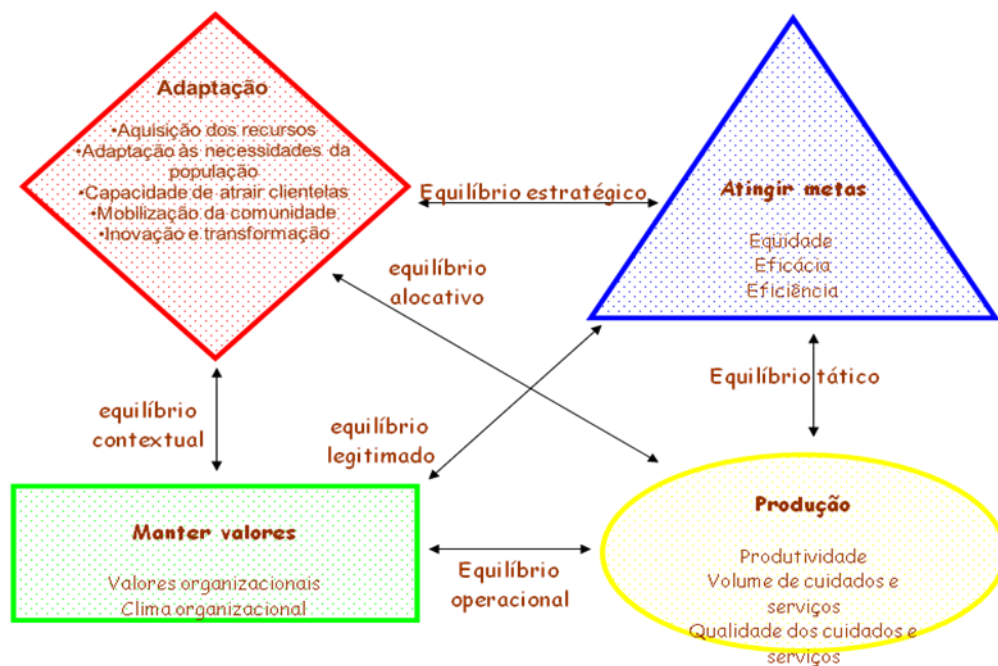 Adaptação
•Aquisição dos recursos
•Adaptação às necessidades da
população
•Capacidade de atrair clientelas
•Mobilização da comunidade
•Inovação e transformação
Equilíbrio estratégico
Atingir metas
Eqüidade
Eficácia
Eficiência
equilíbrio
alocativo
Equilíbrio tático
equilíbrio
contextual
equilíbrio
legitimado
Manter valores
Valores organizacionais
Clima organizacional
Equilíbrio
operacional
Produção
Produtividade
Volume de cuidados e
serviços
Qualidade dos cuidados e
serviços